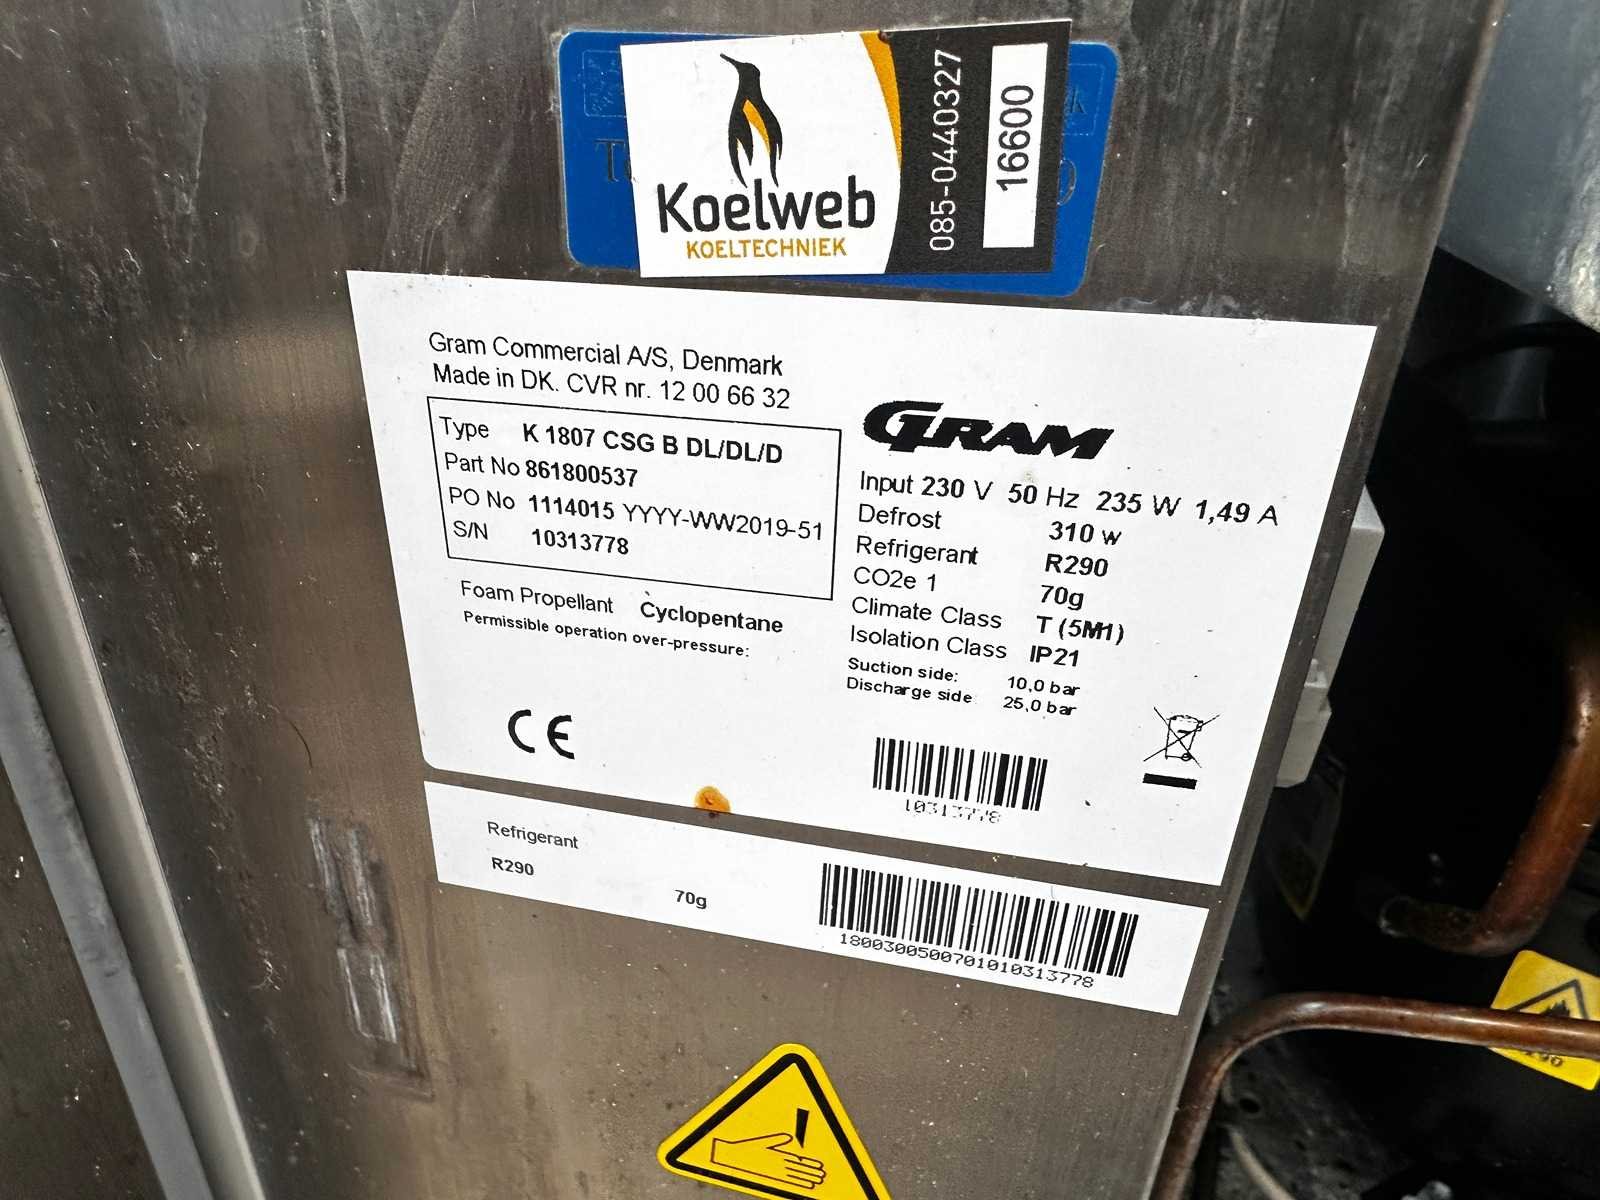 Koelweb
KOELTECHNIEK
085-0440327
16600
Gram Commercial A/S, Denmark
Made in DK. CVR nr. 12 00 66 32
Type K 1807 CSG B DL/DL/D
Part No 861800537
PO No 1114015 YYYY-WW2019-51
S/N 10313778
Foam Propellant Cyclopentane
Permissible operation over-pressure:
CE
GRAM
Input 230 V 50 Hz 235 W 1,49 A
Defrost 310 w
Refrigerant R290
CO2e 1 70g
Climate Class T (5M1)
Isolation Class IP21
Suction side: 10,0 bar
Discharge side 25,0 bar
10313778
Refrigerant
R290
70g
1800300500701010313778